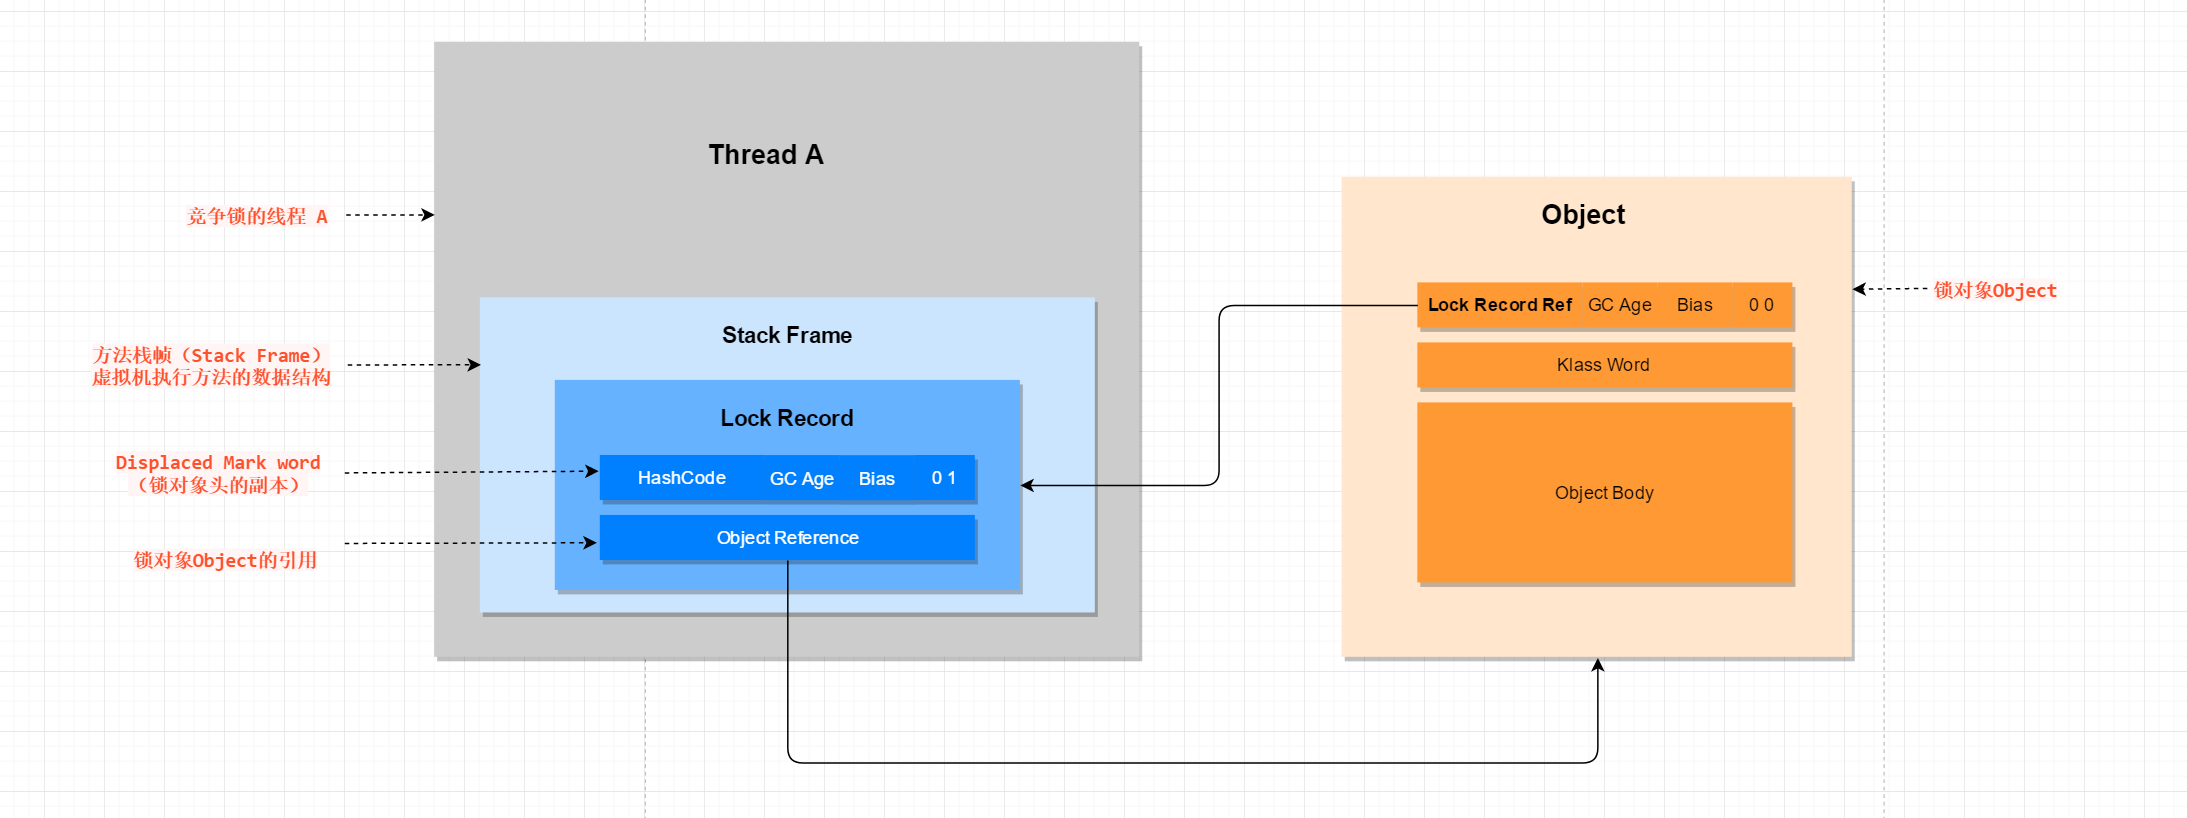 Thread A
竞争锁的线程 A
Object
锁对象Object
Lock Record Ref GC Age Bias 0 0
Stack Frame
方法栈帧（Stack Frame）
虚拟机执行方法的数据结构
Klass Word
Lock Record
Displaced Mark word
（锁对象头的副本）
HashCode GC Age Bias 0 1
Object Body
Object Reference
锁对象Object的引用